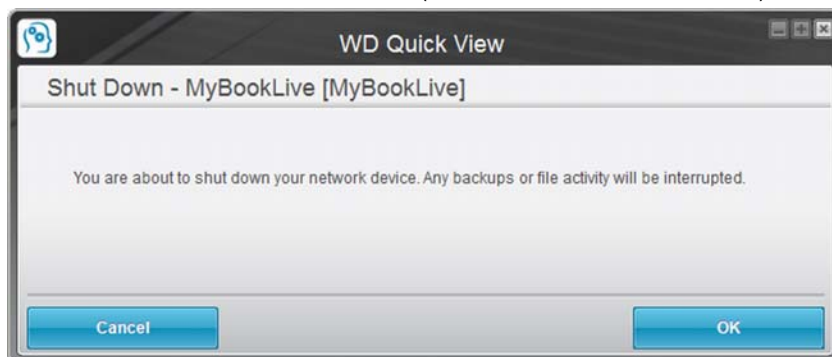 WD Quick View
Shut Down - MyBookLive [MyBookLive]
You are about to shut down your network device. Any backups or file activity will be interrupted.
Cancel
OK